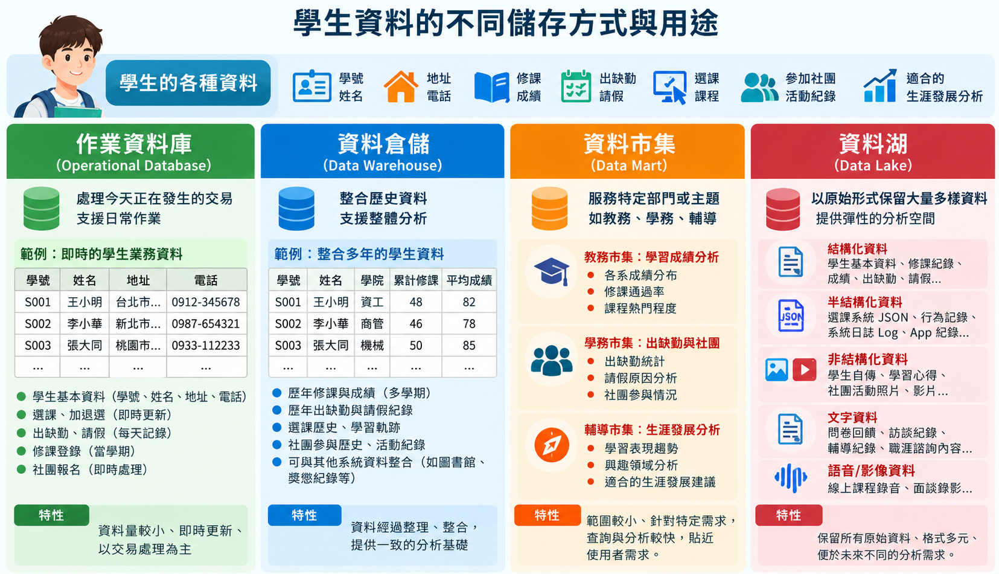 學生資料的不同儲存方式與用途
學生的各種資料
學號
姓名
地址
電話
修課
成績
出缺勤
請假
選課
課程
參加社團
活動紀錄
適合的
生涯發展分析
作業資料庫
(Operational Database)
處理今天正在發生的交易
支援日常作業
範例：即時的學生業務資料
學號 姓名 地址 電話
S001 王小明 台北市... 0912-345678
S002 李小華 新北市... 0987-654321
S003 張大同 桃園市... 0933-112233
... ... ... ...
學生基本資料（學號、姓名、地址、電話）
選課、加退選（即時更新）
出缺勤、請假（每天記錄）
修課登錄（當學期）
社團報名（即時處理）
特性
資料量較小、即時更新、
以交易處理為主
資料倉儲
(Data Warehouse)
整合歷史資料
支援整體分析
範例：整合多年的學生資料
學號 姓名 學院 累計修課 平均成績
S001 王小明 資工 48 82
S002 李小華 商管 46 78
S003 張大同 機械 50 85
... ... ... ... ...
歷年修課與成績（多學期）
歷年出缺勤與請假紀錄
選課歷史、學習軌跡
社團參與歷史、活動紀錄
可與其他系統資料整合（如圖書館、
獎懲紀錄等）
特性
資料經過整理、整合，
提供一致的分析基礎
資料市集
(Data Mart)
服務特定部門或主題
如教務、學務、輔導
教務市集：學習成績分析
各系成績分布
修課通過率
課程熱門程度
學務市集：出缺勤與社團
出缺勤統計
請假原因分析
社團參與情況
輔導市集：生涯發展分析
學習表現趨勢
興趣領域分析
適合的生涯發展建議
特性
範圍較小、針對特定需求，
查詢與分析較快，貼近
使用者需求。
資料湖
(Data Lake)
以原始形式保留大量多樣資料
提供彈性的分析空間
結構化資料
學生基本資料、修課紀錄、
成績、出缺勤、請假...
JSON
半結構化資料
選課系統 JSON、行為記錄、
系統日誌 Log、App 紀錄...
非結構化資料
學生自傳、學習心得、
社團活動照片、影片...
文字資料
問卷回饋、訪談紀錄、
輔導紀錄、職涯諮詢內容...
語音/影像資料
線上課程錄音、面談錄影...
特性
保留所有原始資料、格式多元、
便於未來不同的分析需求。